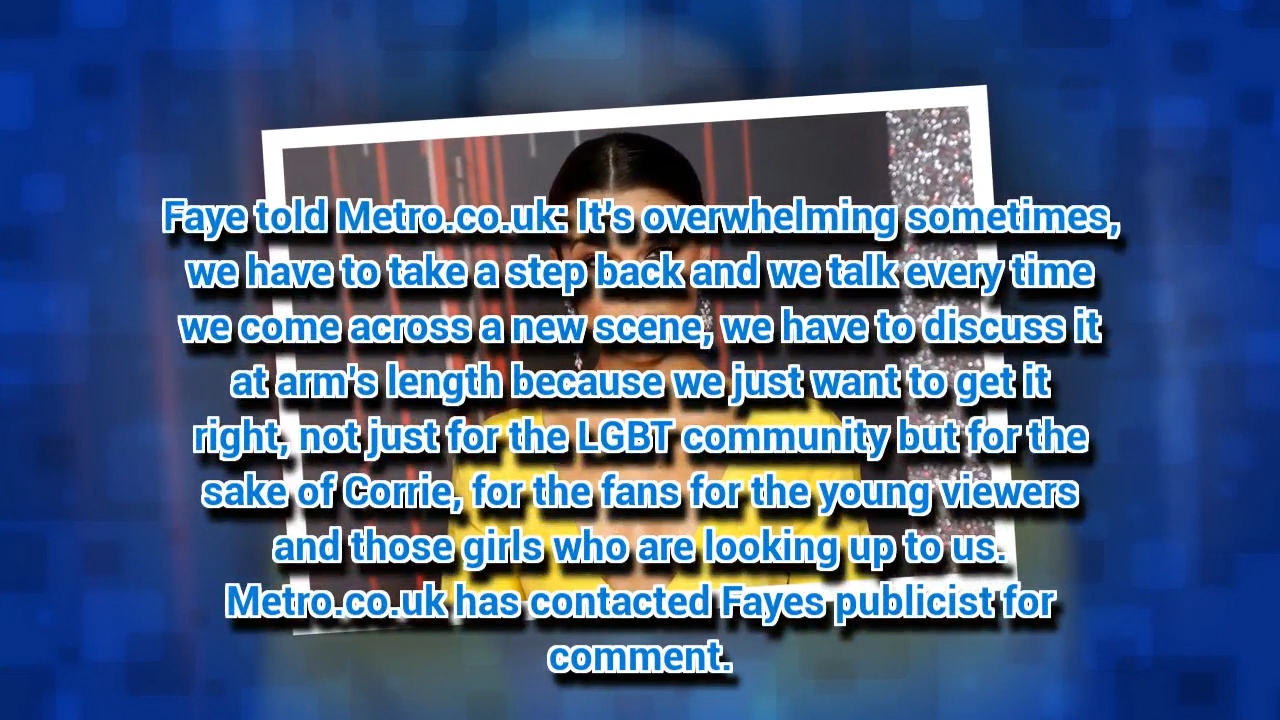 Faye told Metro.co.uk: It's overwhelming sometimes,
we have to take a step back and we talk every time
we come across a new scene, we have to discuss it
at arm's length because we just want to get it
right, not just for the LGBT community but for the
sake of Corrie, for the fans for the young viewers
and those girls who are looking up to us.
Metro.co.uk has contacted Fayes publicist for
comment.